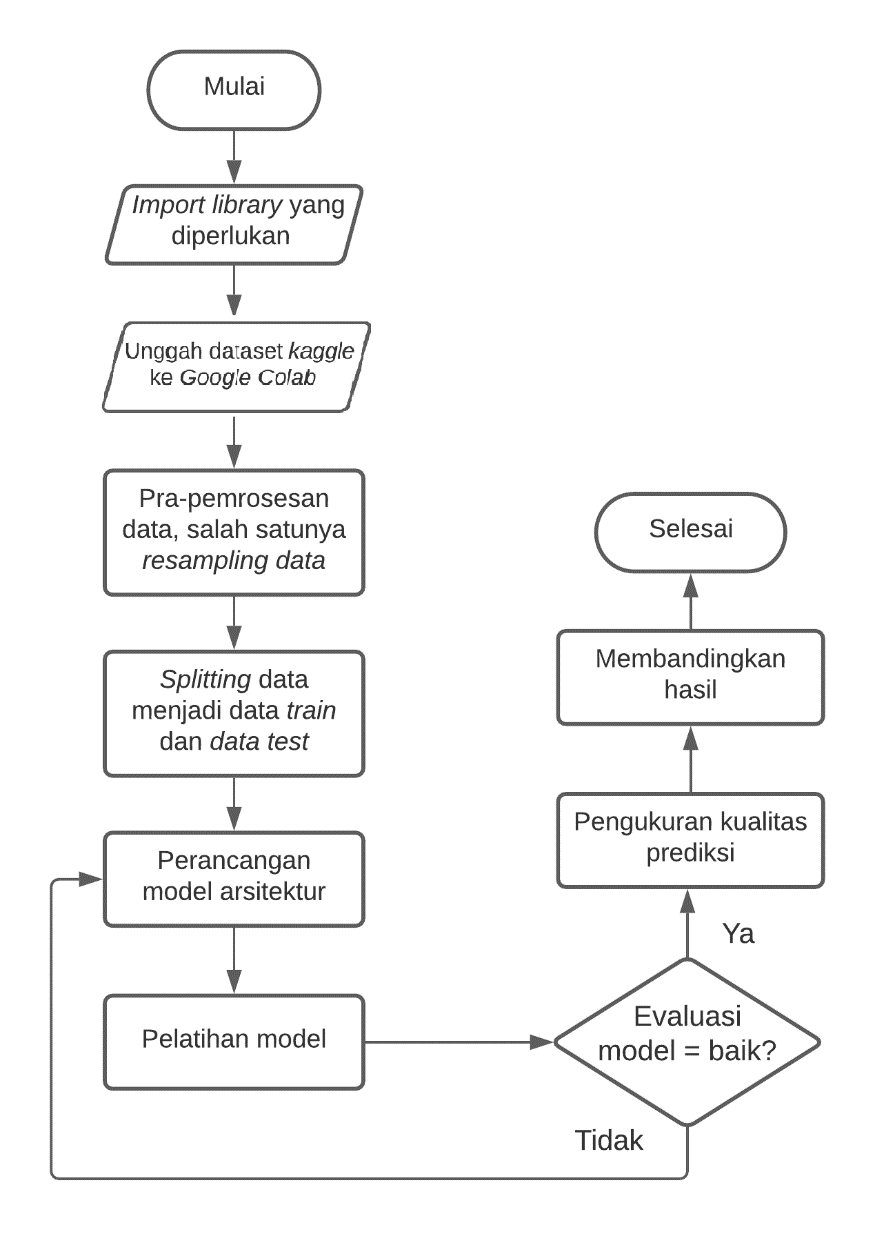 Mulai
Import library yang
diperlukan
Unggah dataset kaggle
ke Google Colab
Pra-pemrosesan
data, salah satunya
resampling data
Splitting data
menjadi data train
dan data test
Perancangan
model arsitektur
Pelatihan model
Evaluasi
model = baik?
Tidak
Ya
Pengukuran kualitas
prediksi
Membandingkan
hasil
Selesai